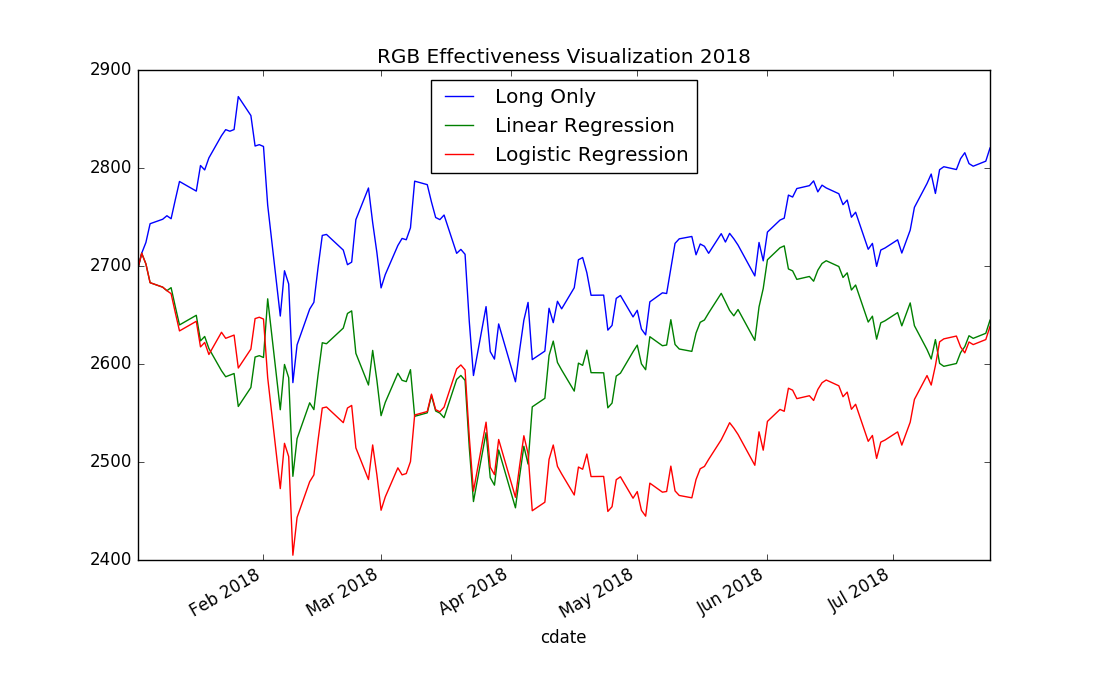 RGB Effectiveness Visualization 2018
2900
2800
2700
2600
2500
2400
Long Only
Linear Regression
Logistic Regression
Feb 2018
Mar 2018
Apr 2018
May 2018
Jun 2018
Jul 2018
cdate